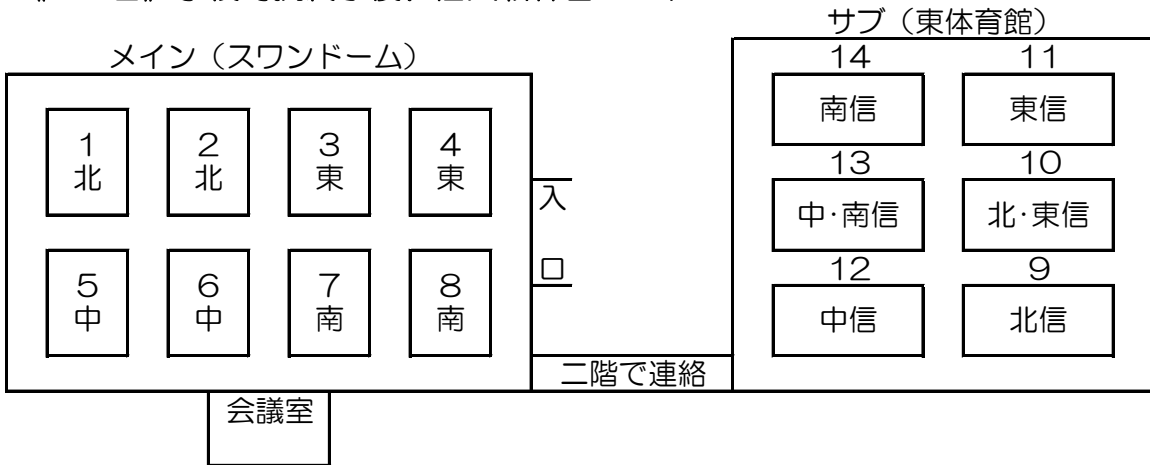 サブ（東体育館）
メイン（スワンドーム）
14 11
南信 東信
1 2 3 4
北 北 東 東
13 10
入
中・南信 北・東信
口
12 9
5 6 7 8
中 中 南 南
中信 北信
二階で連絡
会議室